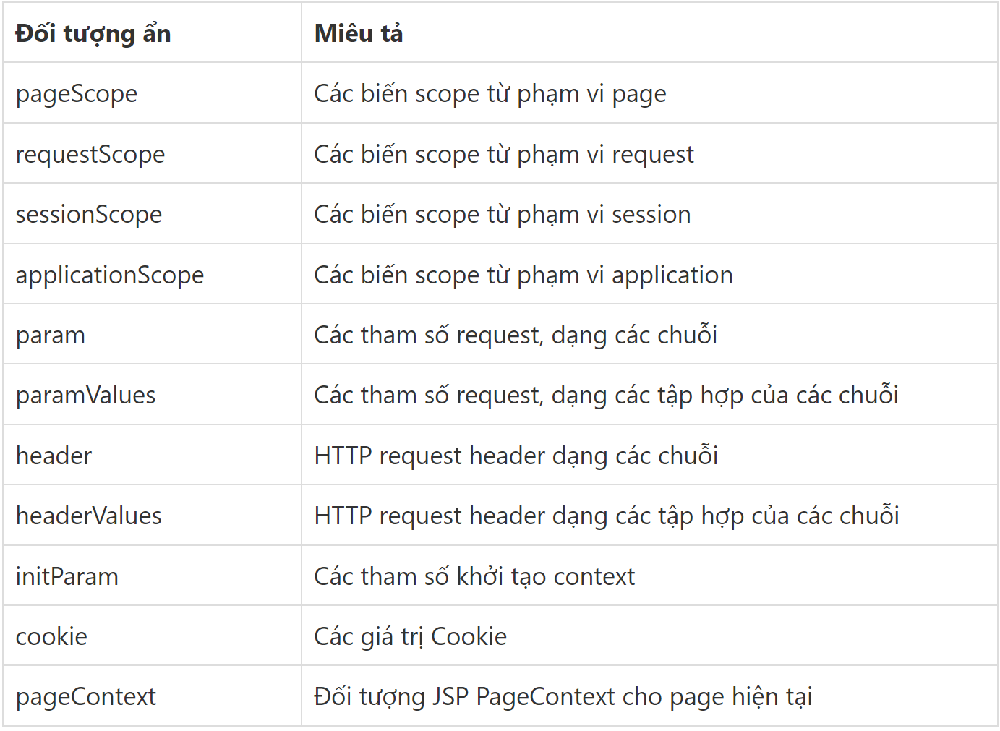 Đối tượng ẩn Miêu tả
pageScope Các biến scope từ phạm vi page
requestScope Các biến scope từ phạm vi request
sessionScope Các biến scope từ phạm vi session
applicationScope Các biến scope từ phạm vi application
param Các tham số request, dạng các chuỗi
paramValues Các tham số request, dạng các tập hợp của các chuỗi
header HTTP request header dạng các chuỗi
headerValues HTTP request header dạng các tập hợp của các chuỗi
initParam Các tham số khởi tạo context
cookie Các giá trị Cookie
pageContext Đối tượng JSP PageContext cho page hiện tại